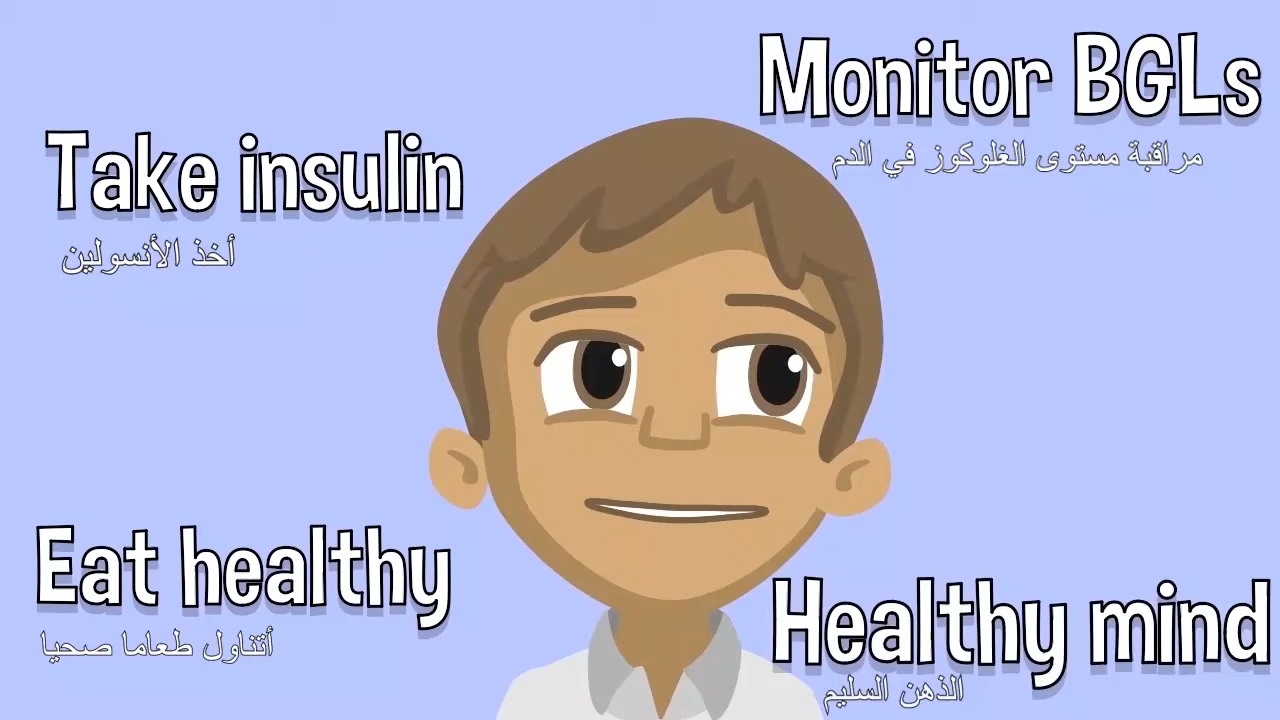 Take insulin
أخذ الأنسولين
Monitor BGLs
مراقبة مستوى الغلوكوز في الدم
Eat healthy
أتناول طعاما صحيا
Healthy mind
الذهن السليم